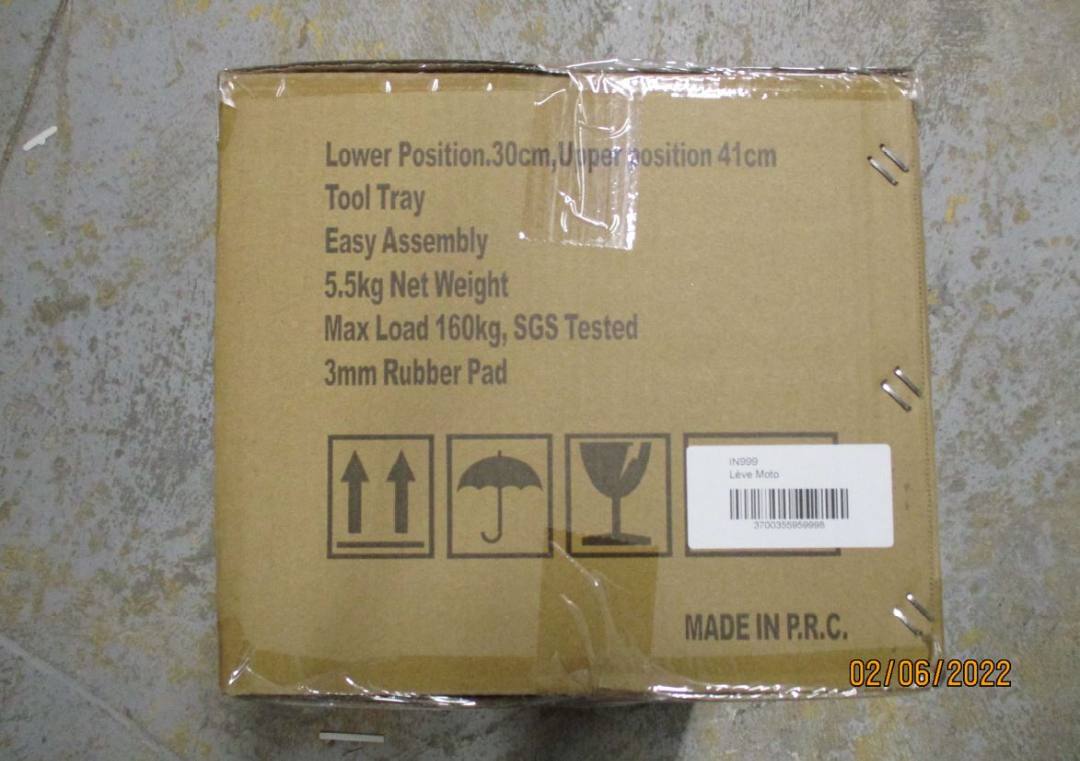 Lower Position.30cm,Upper position 41cm
Tool Tray
Easy Assembly
5.5kg Net Weight
Max Load 160kg, SGS Tested
3mm Rubber Pad
IN999
Lève Moto
3700355959998
MADE IN P.R.C.
02/06/2022